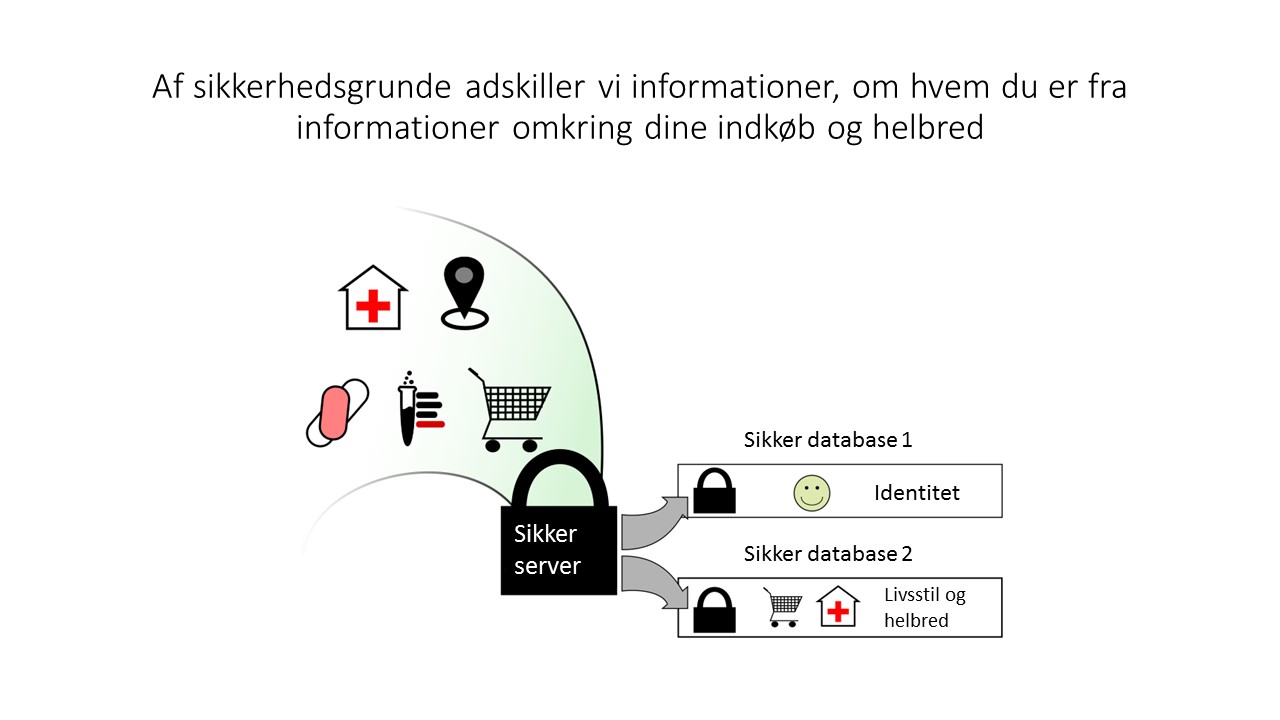 Af sikkerhedsgrunde adskiller vi informationer, om hvem du er fra
informationer omkring dine indkøb og helbred
Sikker
server
Sikker database 1
Identitet
Sikker database 2
Livsstil og
helbred